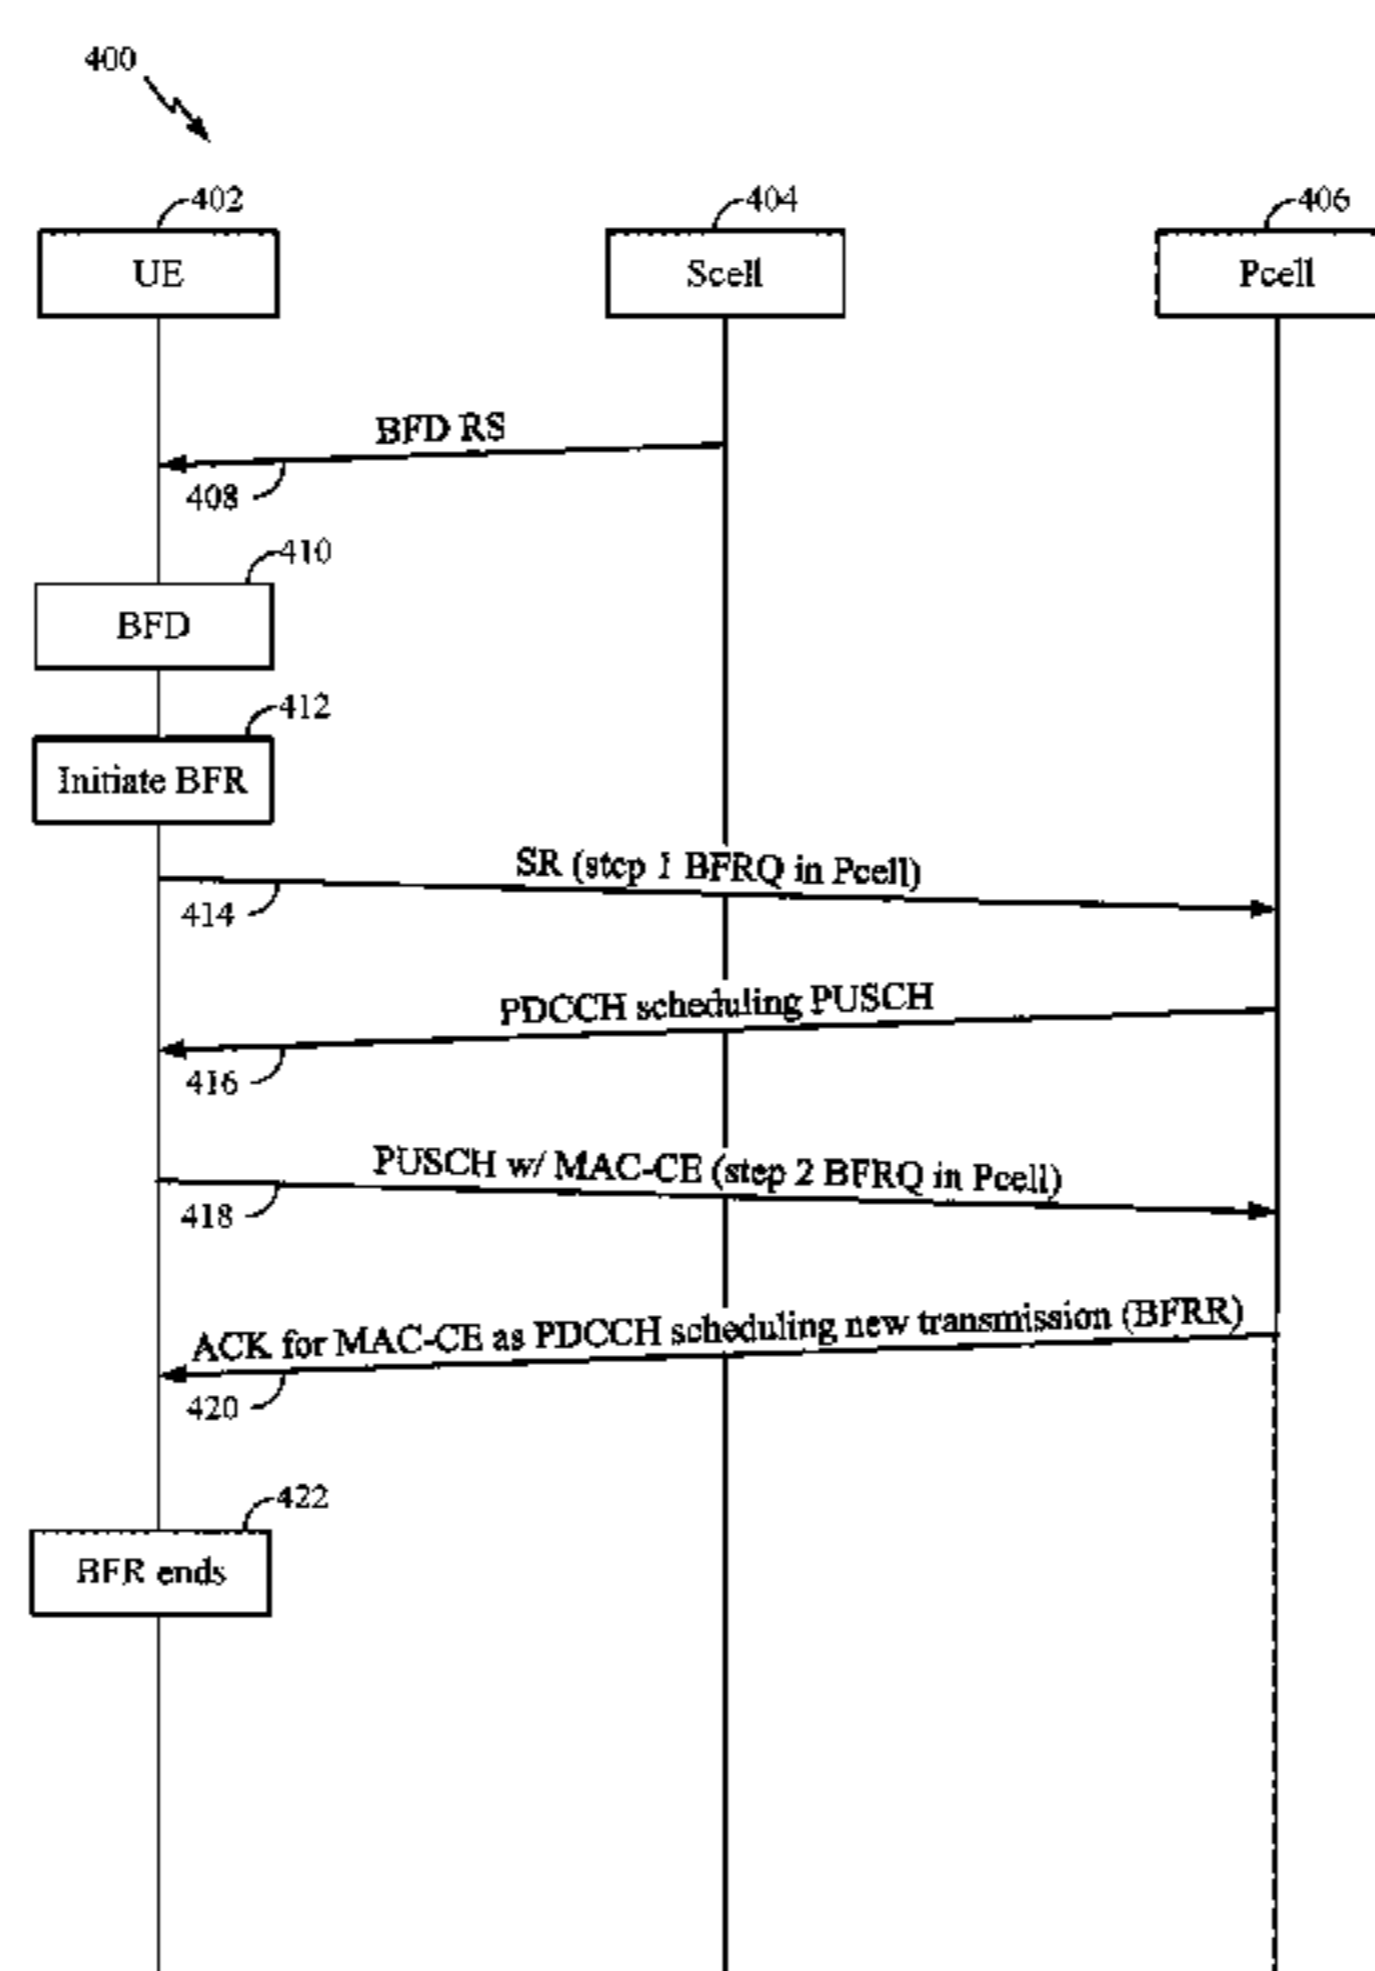 400
402
404
406
UE
Scell
Pcell
BFD RS
408
410
BFD
412
Initiate BFR
SR (step 1 BFRQ in Pcell)
414
PDCCH scheduling PUSCH
416
PUSCH w/ MAC-CE (step 2 BFRQ in Pcell)
418
ACK for MAC-CE as PDCCH scheduling new transmission (BFRR)
420
422
BFR ends